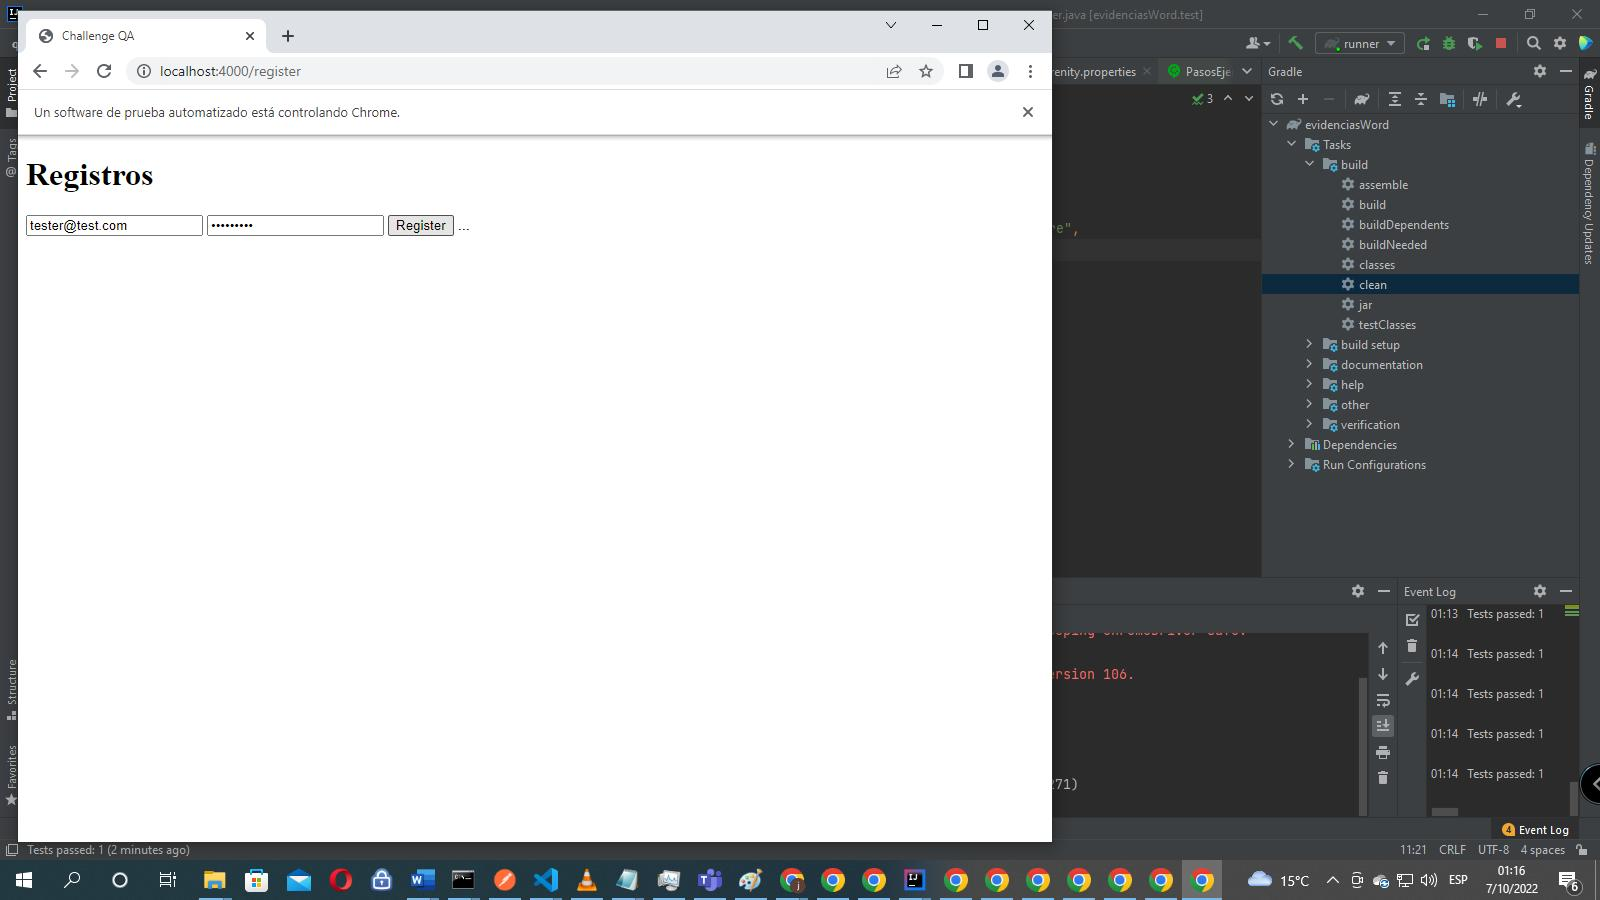 er.java [evidenciasWord.test]
Challenge QA
localhost:4000/register
Un software de prueba automatizado está controlando Chrome.
Registros
tester@test.com ••••••••• Register ...
Project
@ Tags
Structure
Favorites
runner
renity.properties PasosEje
3
re",
Gradle
evidenciasWord
Tasks
build
assemble
build
buildDependents
buildNeeded
classes
clean
jar
testClasses
build setup
documentation
help
other
verification
Dependencies
Run Configurations
Gradle
Dependency Updates
ersion 106.
271)
Event Log
01:13 Tests passed: 1
01:14 Tests passed: 1
01:14 Tests passed: 1
01:14 Tests passed: 1
01:14 Tests passed: 1
4 Event Log
Tests passed: 1 (2 minutes ago)
11:21 CRLF UTF-8 4 spaces
15°C ESP
01:16
7/10/2022
6